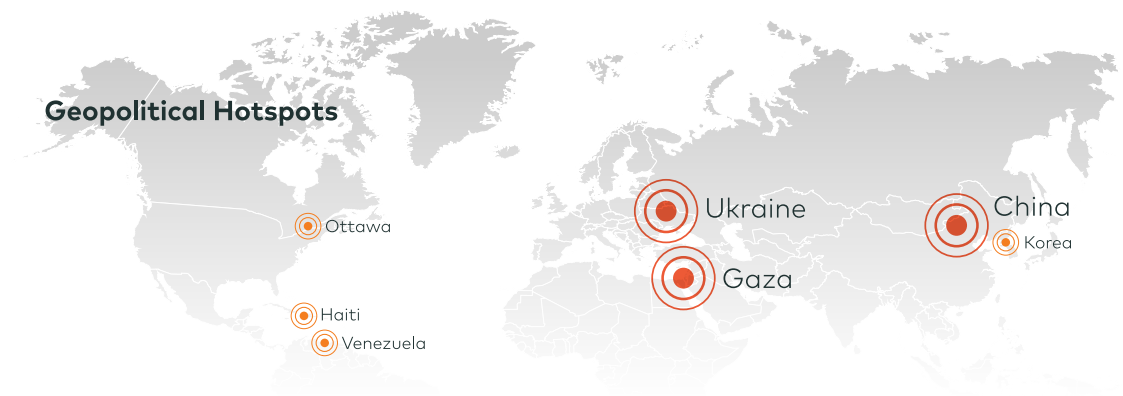 Geopolitical Hotspots
Ukraine
China
Ottawa
Korea
Gaza
Haiti
Venezuela